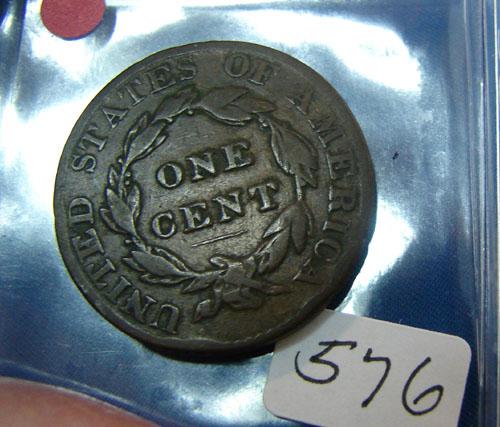 UNITED STATES OF AMERICA
ONE
CENT
576